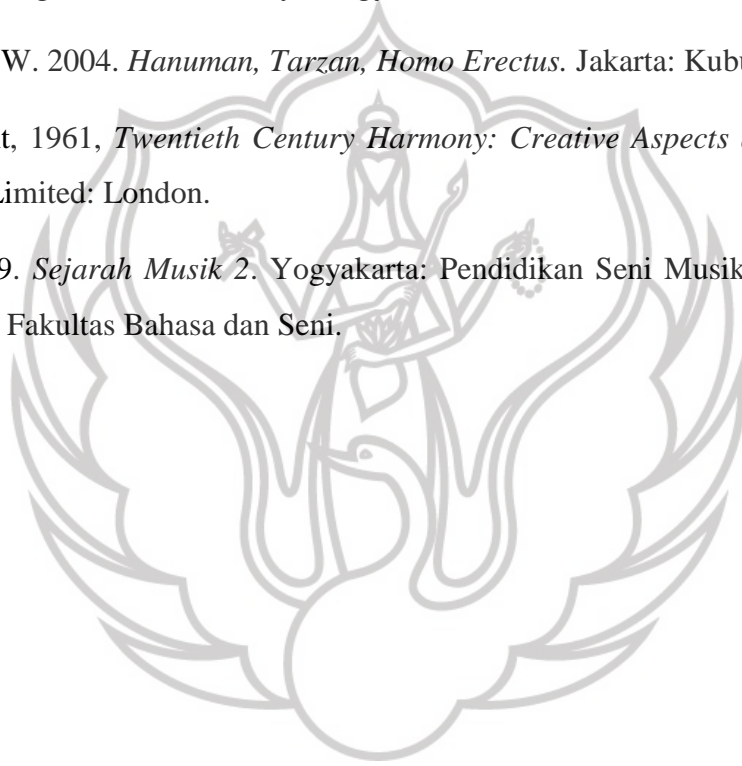 W. 2004. Hanuman, Tarzan, Homo Erectus. Jakarta: Kubu
t, 1961, Twentieth Century Harmony: Creative Aspects
Limited: London.
9. Sejarah Musik 2. Yogyakarta: Pendidikan Seni Musik
Fakultas Bahasa dan Seni.